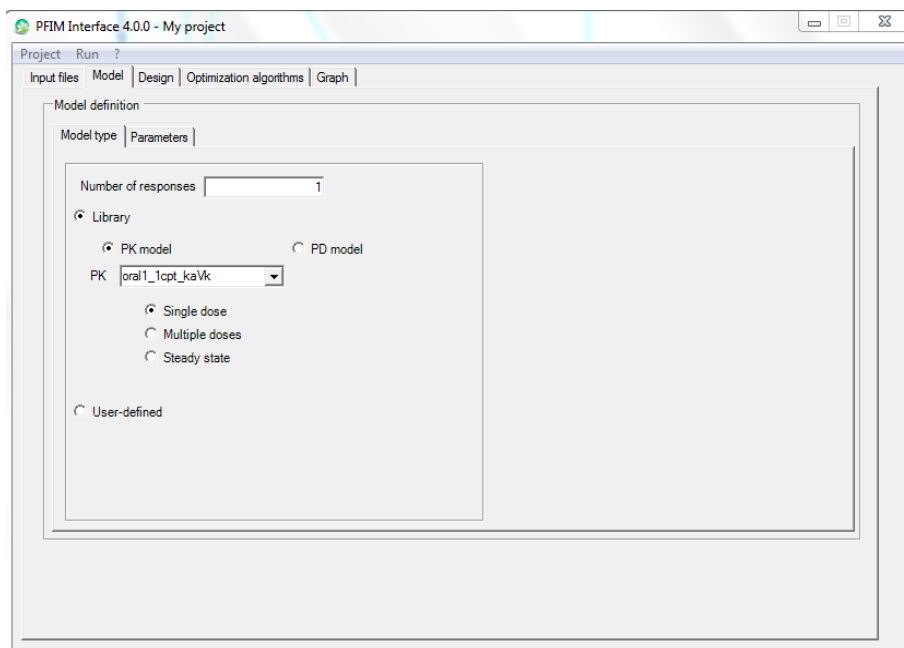 PFIM Interface 4.0.0 - My project
Project Run ?
Input files Model Design Optimization algorithms Graph
Model definition
Model type Parameters
Number of responses 1
Library
PK model PD model
PK oral1_1cpt_kaVk
Single dose
Multiple doses
Steady state
User-defined